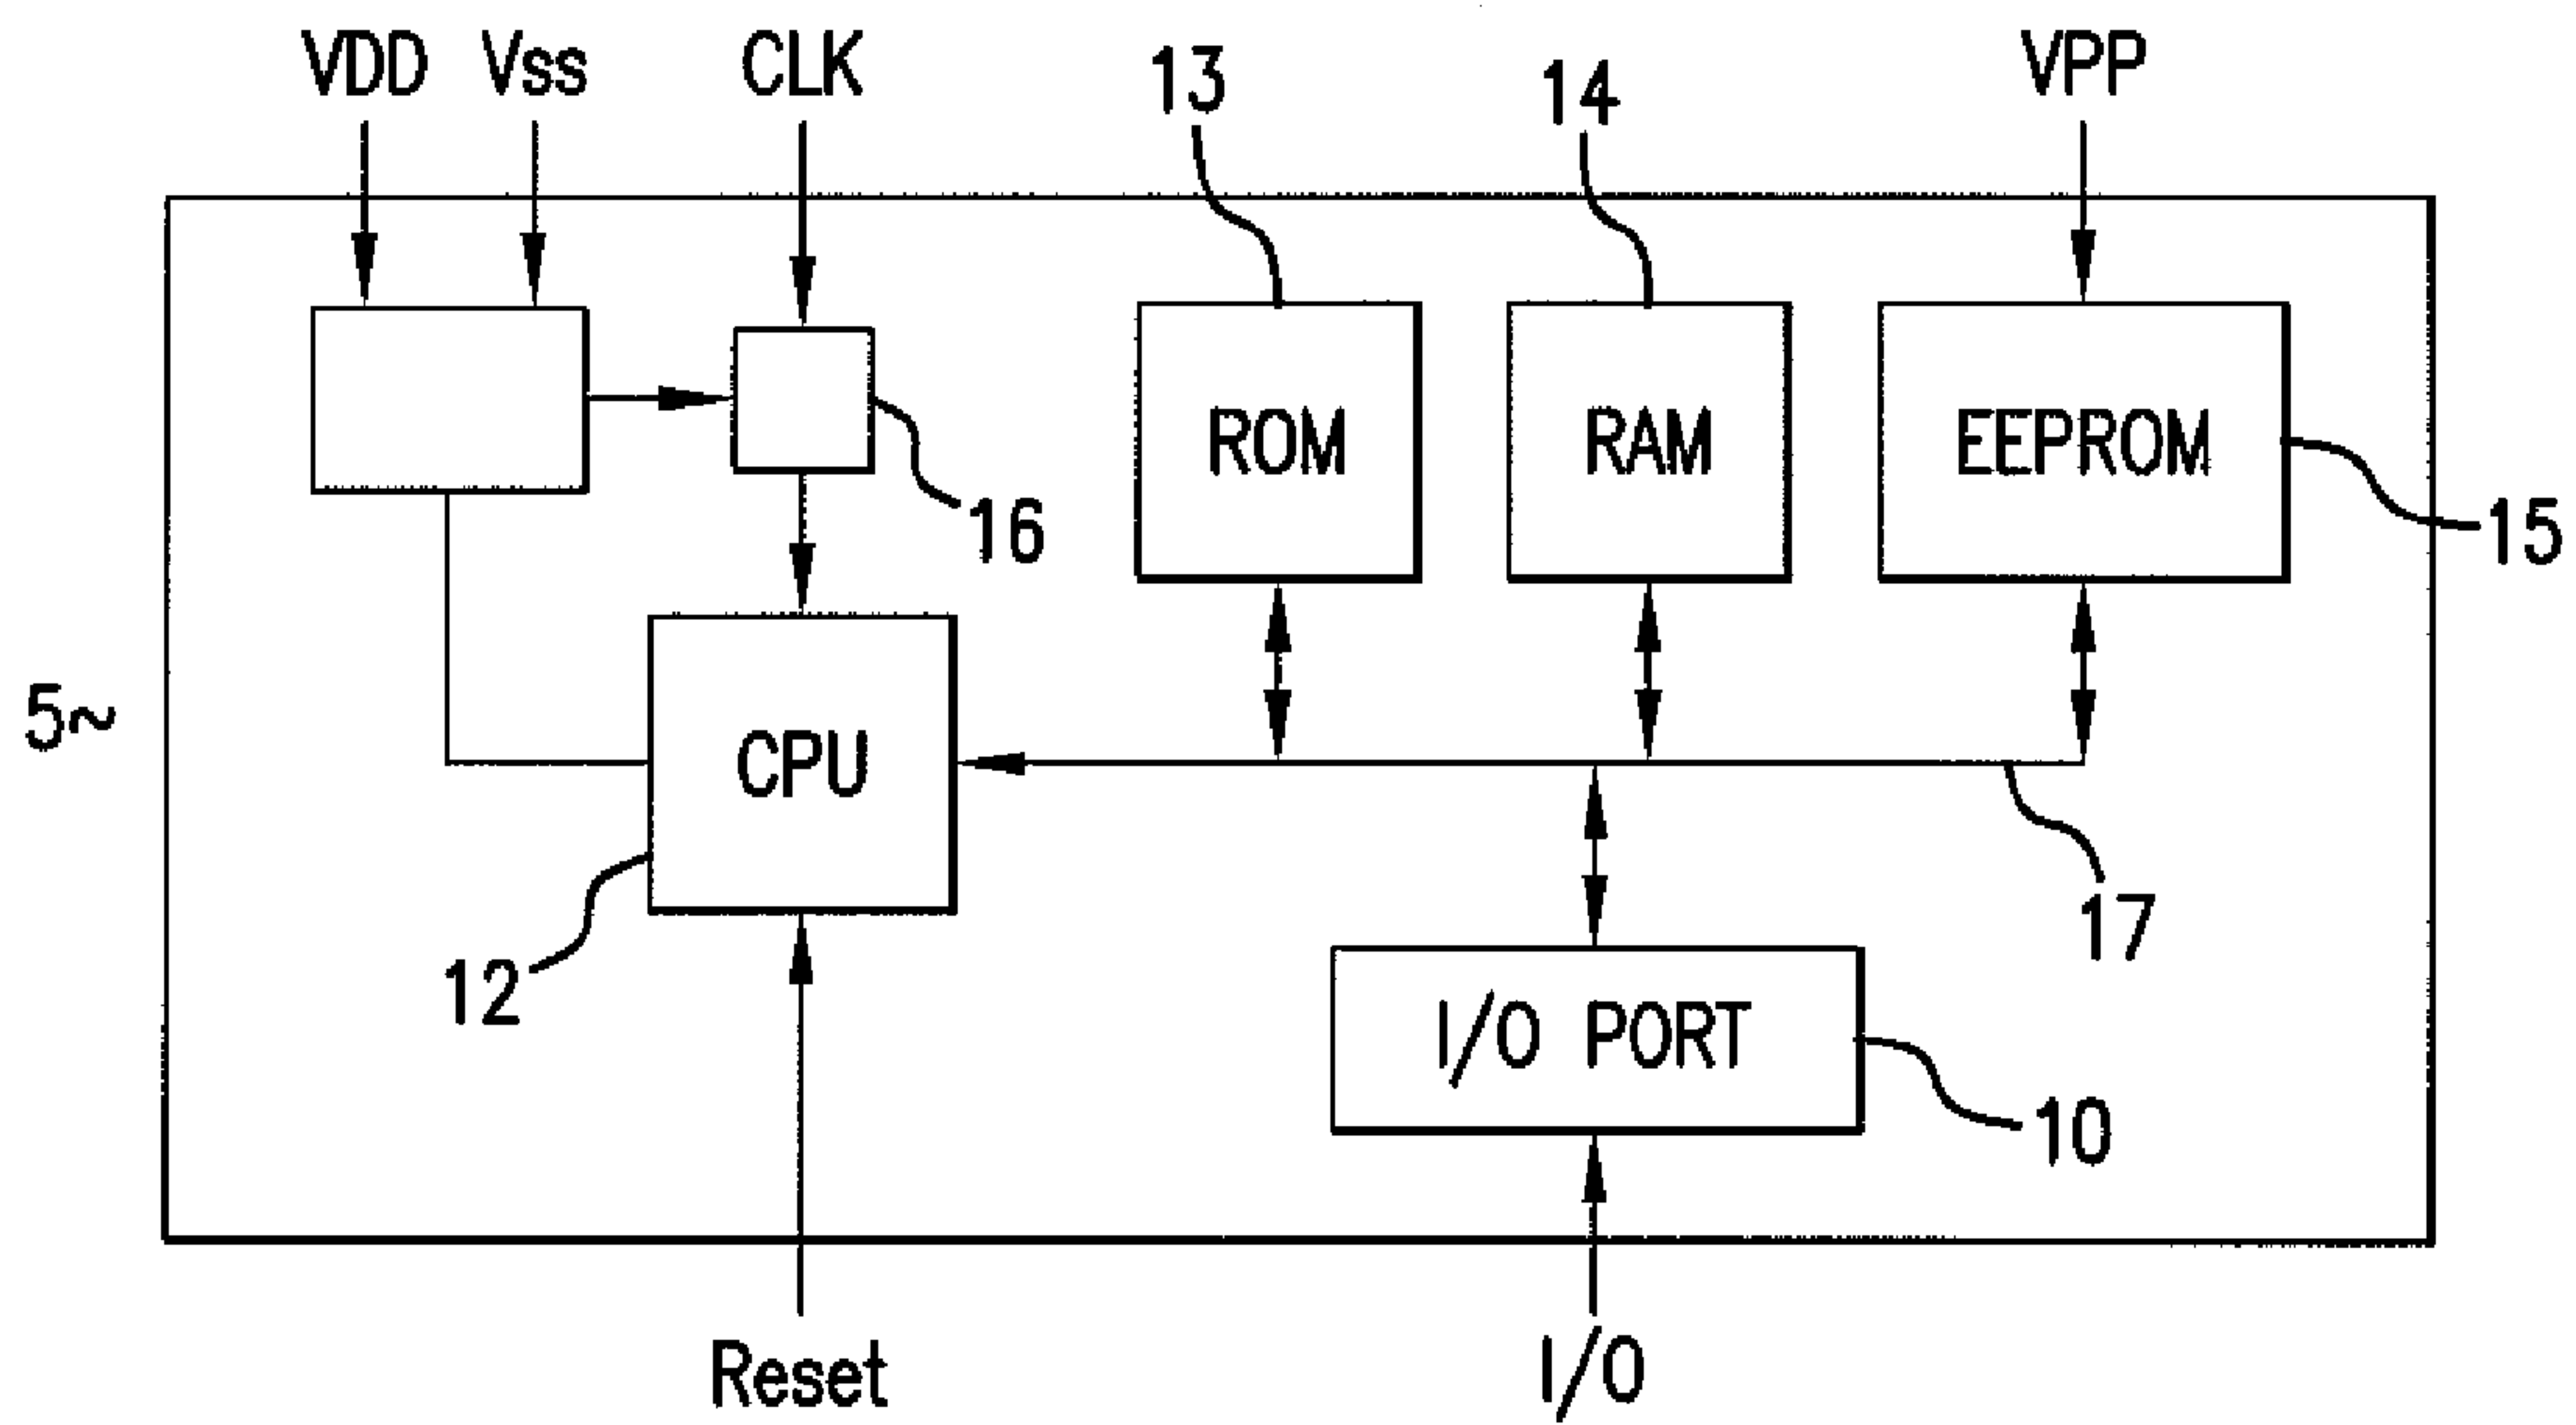 VDD Vss CLK 13 14 VPP
ROM RAM EEPROM
16 15
5~
CPU
17
12
I/O PORT
10
Reset I/O